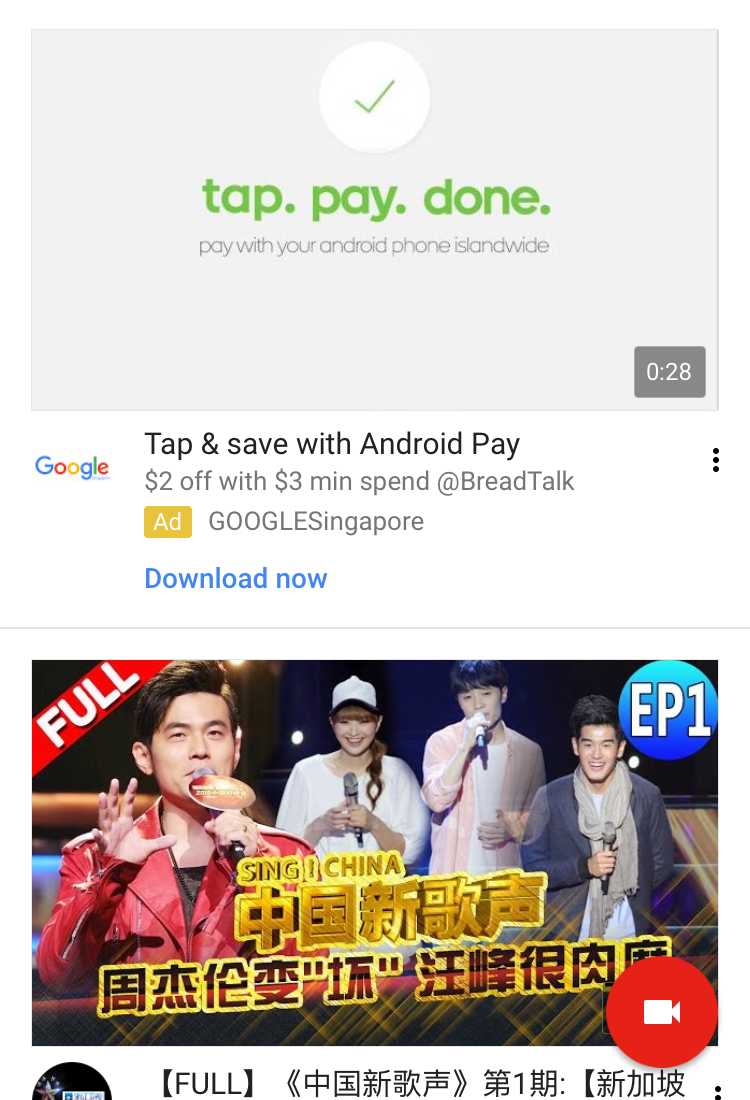 tap. pay. done.
pay with your android phone islandwide
0:28
Google
Tap & save with Android Pay
$2 off with $3 min spend @BreadTalk
Ad GOOGLESingapore
Download now
FULL
EP1
SING! CHINA
中国新歌声
周杰伦变"坏" 汪峰很肉麻
【FULL】《中国新歌声》第1期:【新加坡